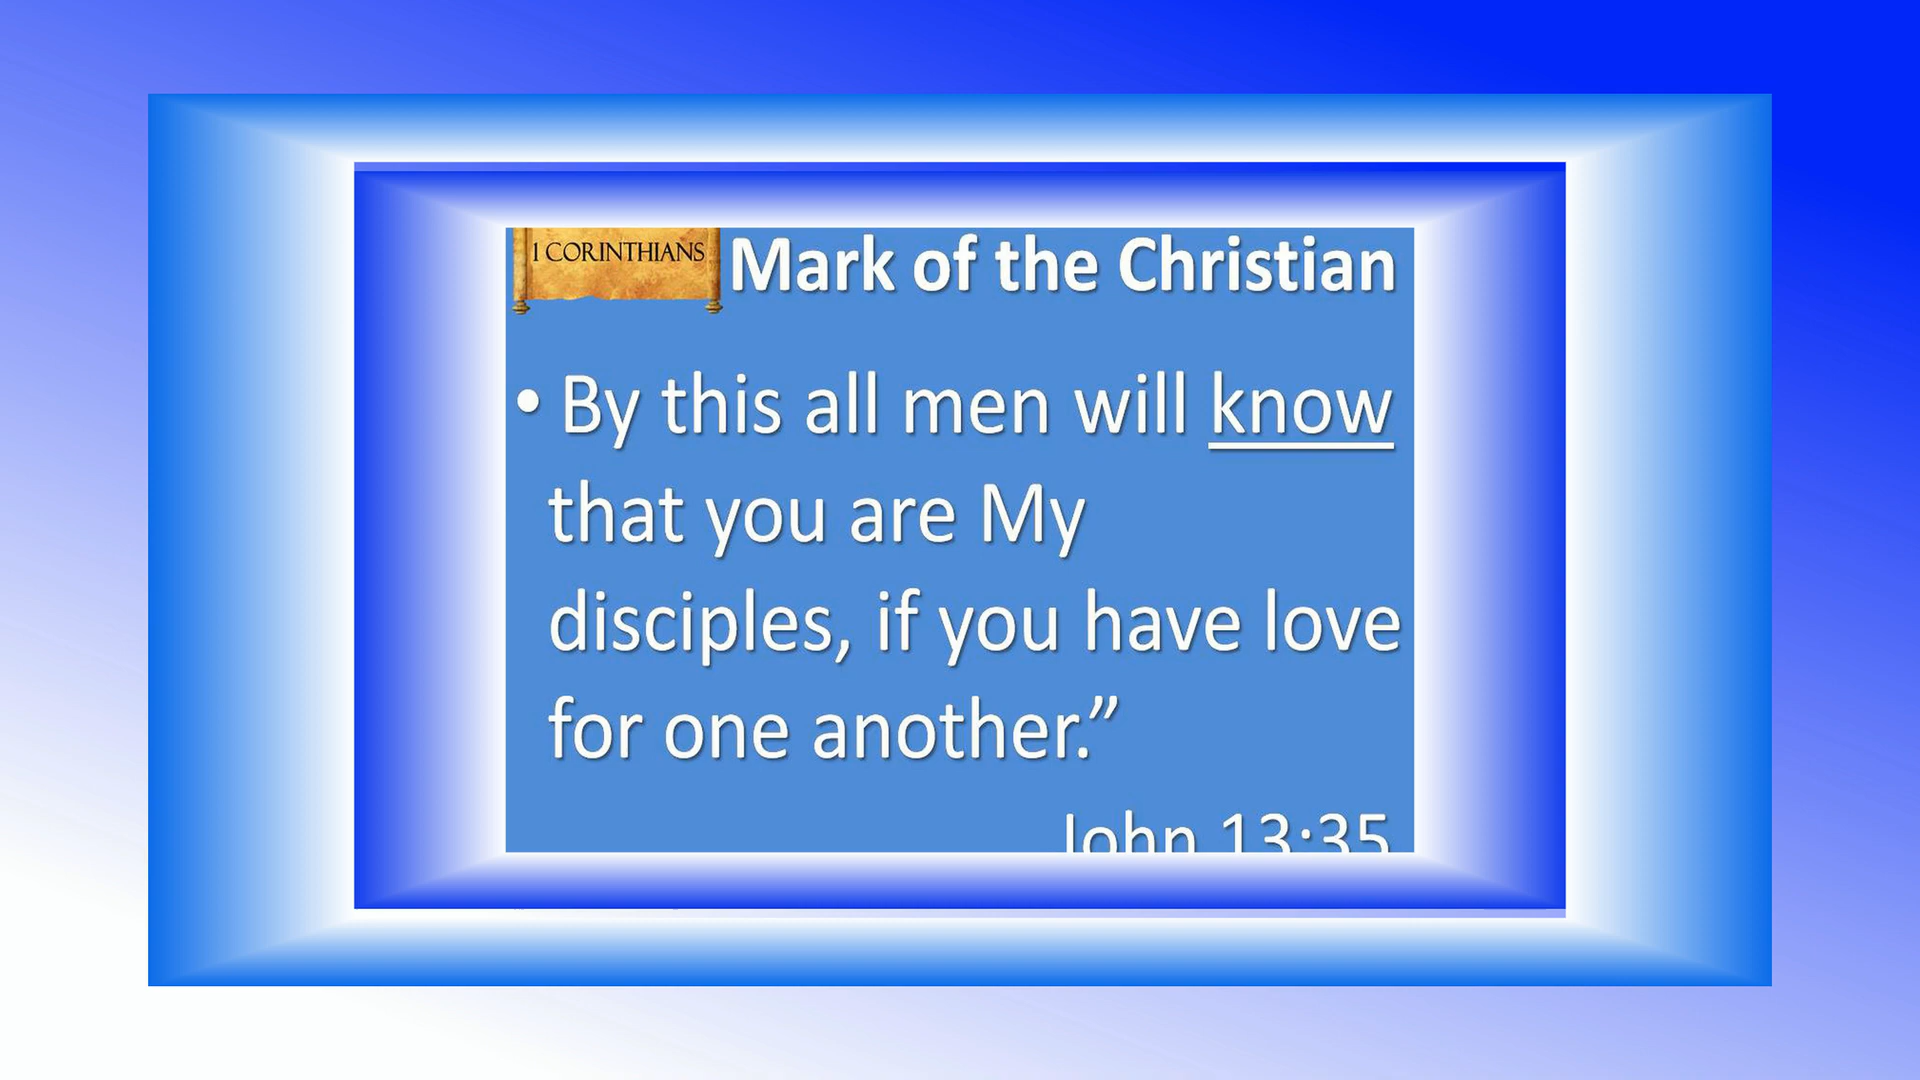 1 CORINTHIANS
Mark of the Christian
• By this all men will know
that you are My
disciples, if you have love
for one another.”
John 13:35